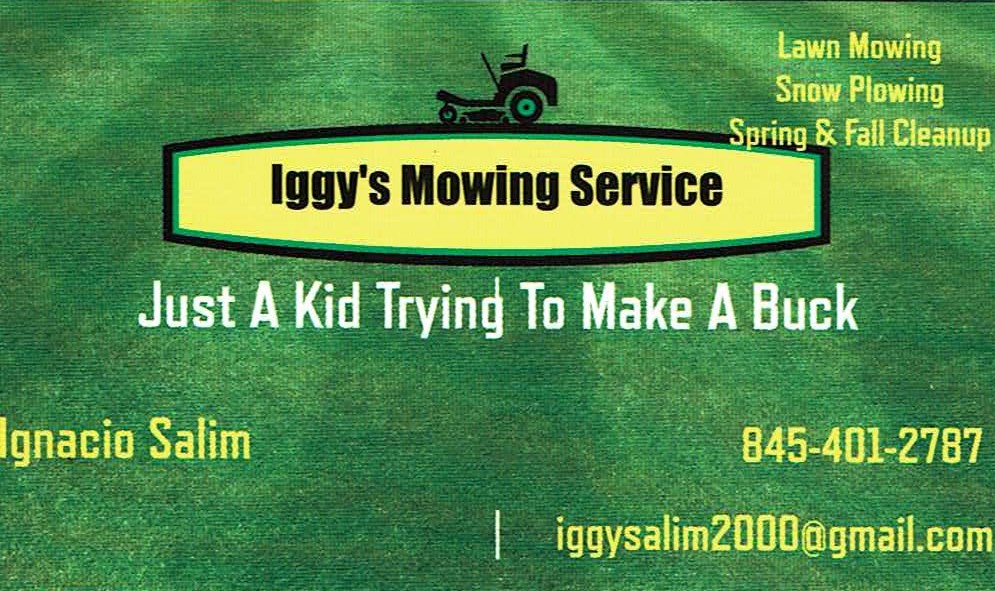 Lawn Mowing
Snow Plowing
Spring & Fall Cleanup
Iggy's Mowing Service
Just A Kid Trying To Make A Buck
Ignacio Salim
845-401-2787
iggysalim2000@gmail.com